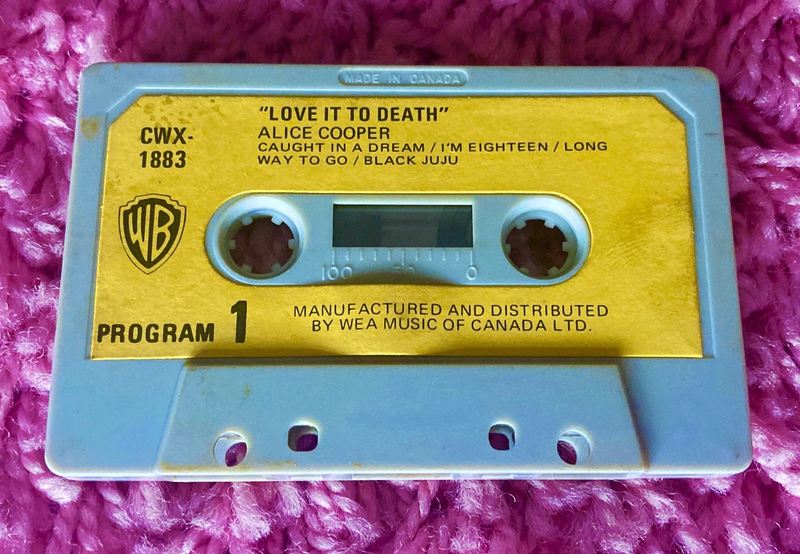 MADE IN CANADA
"LOVE IT TO DEATH"
ALICE COOPER
CAUGHT IN A DREAM / I'M EIGHTEEN / LONG
WAY TO GO / BLACK JUJU
CWX-
1883
WB
100 50 0
PROGRAM 1
MANUFACTURED AND DISTRIBUTED
BY WEA MUSIC OF CANADA LTD.